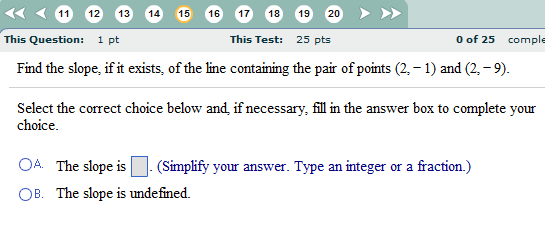 11 12 13 14 15 16 17 18 19 20
This Question: 1 pt This Test: 25 pts 0 of 25 comple
Find the slope, if it exists, of the line containing the pair of points (2, − 1) and (2, − 9).
Select the correct choice below and, if necessary, fill in the answer box to complete your
choice.
A. The slope is . (Simplify your answer. Type an integer or a fraction.)
B. The slope is undefined.